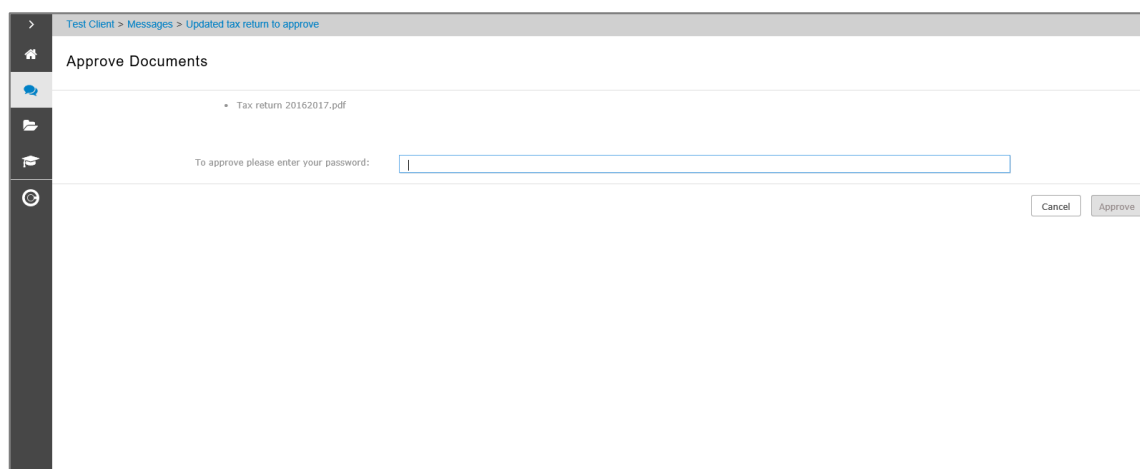 Test Client > Messages > Updated tax return to approve
Approve Documents
• Tax return 20162017.pdf
To approve please enter your password:
Cancel Approve